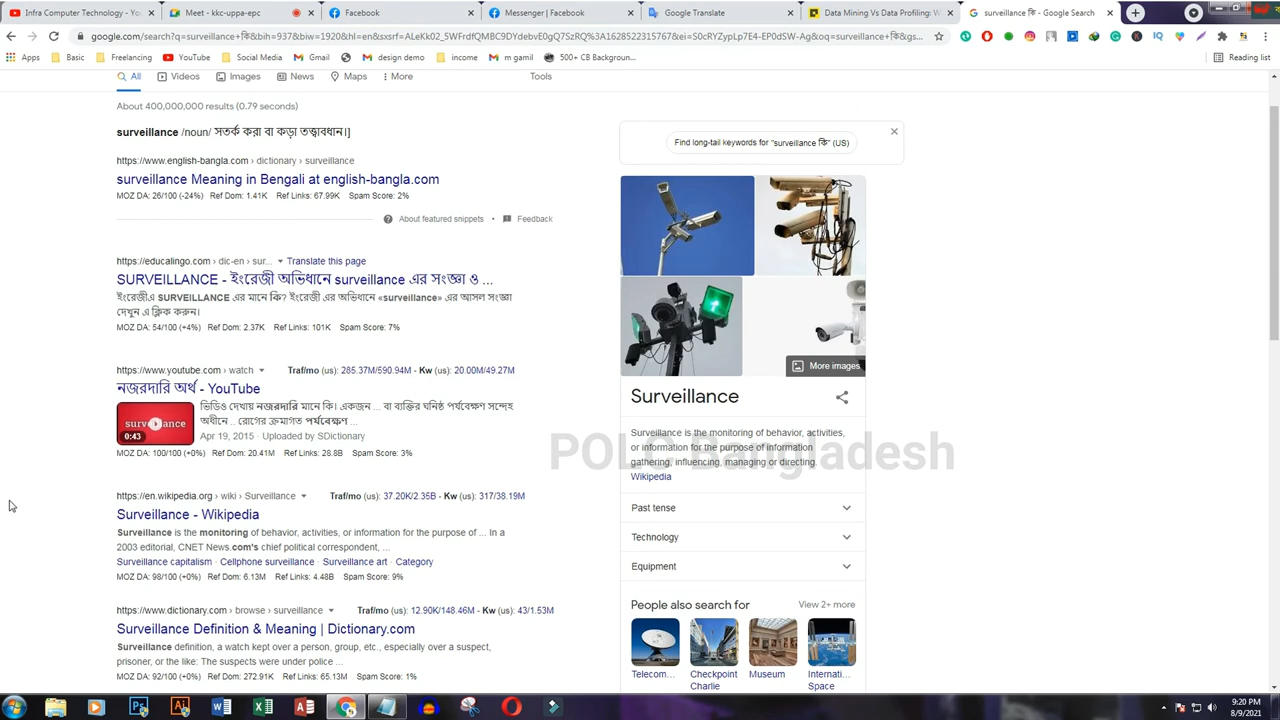 Infra Computer Technology - Yo
Meet - kkc-uppa-epc
Facebook
Messenger | Facebook
Google Translate
Data Mining Vs Data Profiling: W
surveillance কি - Google Search
google.com/search?q=surveillance+কি&bih=937&biw=1920&hl=en&sxsrf=
Apps
Basic
Freelancing
YouTube
Social Media
Gmail
design demo
income
m gamil
500+ CB Backgroun...
Reading list
All
Videos
Images
News
Maps
More
Tools
About 400,000,000 results (0.79 seconds)
surveillance /noun/ সতর্ক করা বা কড়া তত্ত্বাবধান।]
https://www.english-bangla.com › dictionary › surveillance
surveillance Meaning in Bengali at english-bangla.com
MOZ DA: 26/100 (-24%) Ref Dom: 1.41K Ref Links: 67.99K Spam Score: 2%
About featured snippets • Feedback
https://educalingo.com › dic-en › sur... Translate this page
SURVEILLANCE - ইংরেজী অভিধানে surveillance এর সংজ্ঞা ও ...
ইংরেজীএ SURVEILLANCE এর মানে কি? ইংরেজী এর অভিধানে «surveillance» এর আসল সংজ্ঞা
দেখুন এ ক্লিক করুন।
MOZ DA: 54/100 (+4%) Ref Dom: 2.37K Ref Links: 101K Spam Score: 7%
https://www.youtube.com › watch Traf/mo (us): 285.37M/590.94M - Kw (us): 20.00M/49.27M
নজরদারি অর্থ - YouTube
ভিডিও দেখায় নজরদারি মানে কি। একজন ... বা ব্যক্তির ঘনিষ্ঠ পর্যবেক্ষণ সন্দেহ
অধীনে .. রোগের ক্রমাগত পর্যবেক্ষণ ...
0:43
Apr 19, 2015 · Uploaded by SDictionary
MOZ DA: 100/100 (+0%) Ref Dom: 20.41M Ref Links: 28.8B Spam Score: 3%
https://en.wikipedia.org › wiki › Surveillance Traf/mo (us): 37.20K/2.35B - Kw (us): 317/38.19M
Surveillance - Wikipedia
Surveillance is the monitoring of behavior, activities, or information for the purpose of ... In a
2003 editorial, CNET News.com's chief political correspondent, ...
Surveillance capitalism · Cellphone surveillance · Surveillance art · Category
MOZ DA: 98/100 (+0%) Ref Dom: 6.13M Ref Links: 4.48B Spam Score: 9%
https://www.dictionary.com › browse › surveillance Traf/mo (us): 12.90K/148.46M - Kw (us): 43/1.53M
Surveillance Definition & Meaning | Dictionary.com
Surveillance definition, a watch kept over a person, group, etc., especially over a suspect,
prisoner, or the like: The suspects were under police ...
MOZ DA: 92/100 (+0%) Ref Dom: 272.91K Ref Links: 65.13M Spam Score: 1%
Find long-tail keywords for "surveillance কি" (US)
More images
Surveillance
Surveillance is the monitoring of behavior, activities,
or information for the purpose of information
gathering, influencing, managing or directing.
Wikipedia
POLC Bangladesh
Past tense
Technology
Equipment
People also search for
View 2+ more
Telecom...
Checkpoint
Charlie
Museum
Internati...
Space
9:20 PM
8/9/2021